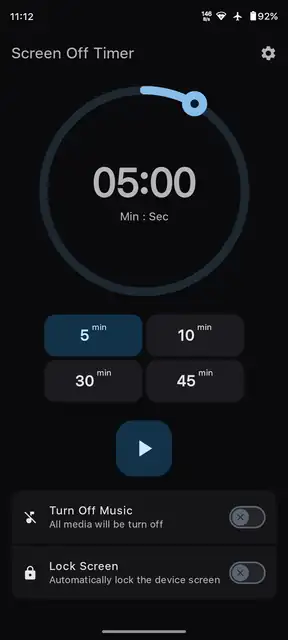 11:12
146 B/s
92%
Screen Off Timer
05:00
Min : Sec
5 min
10 min
30 min
45 min
Turn Off Music
All media will be turn off
Lock Screen
Automatically lock the device screen